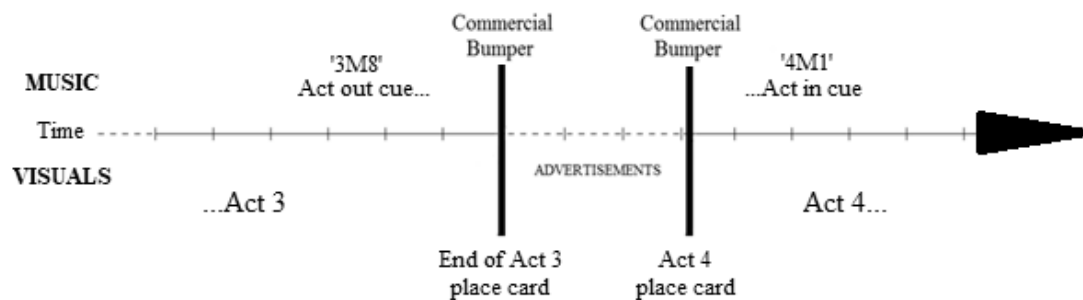 Commercial
Bumper
Commercial
Bumper
'3M8'
Act out cue...
'4M1'
...Act in cue
MUSIC
Time
ADVERTISEMENTS
VISUALS
...Act 3
Act 4...
End of Act 3
place card
Act 4
place card